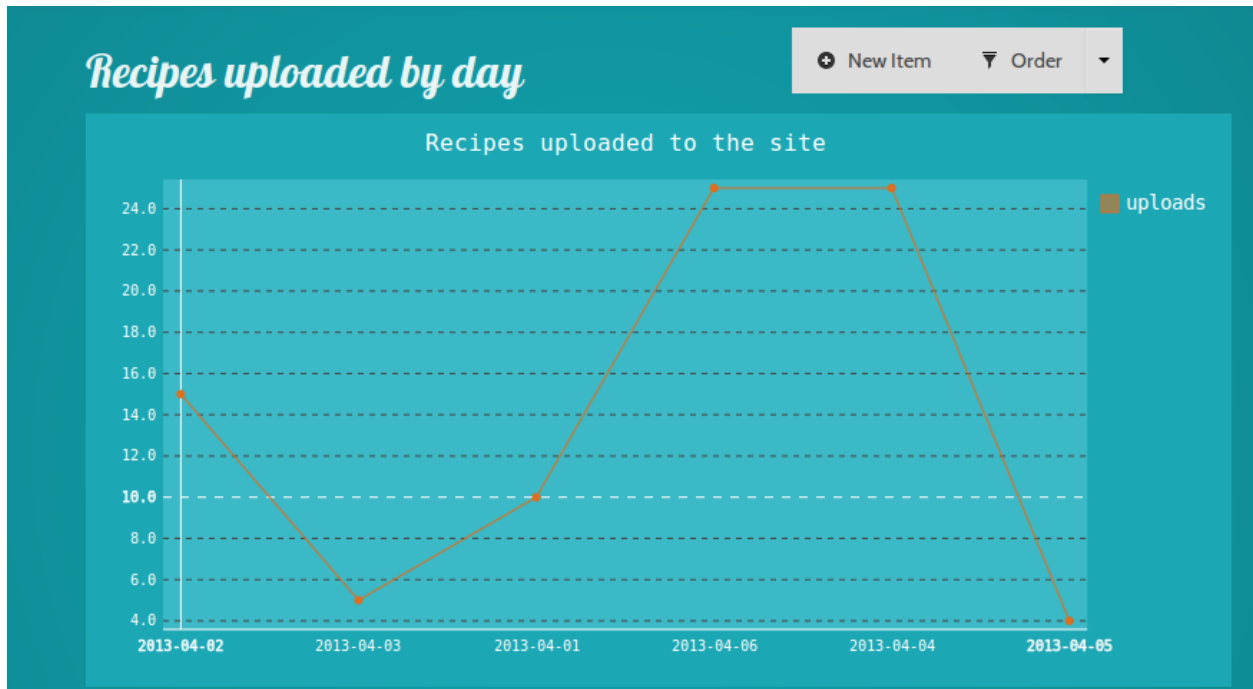 Recipes uploaded by day
New Item Order
Recipes uploaded to the site
uploads
24.0
22.0
20.0
18.0
16.0
14.0
12.0
10.0
8.0
6.0
4.0
2013-04-02 2013-04-03 2013-04-01 2013-04-06 2013-04-04 2013-04-05